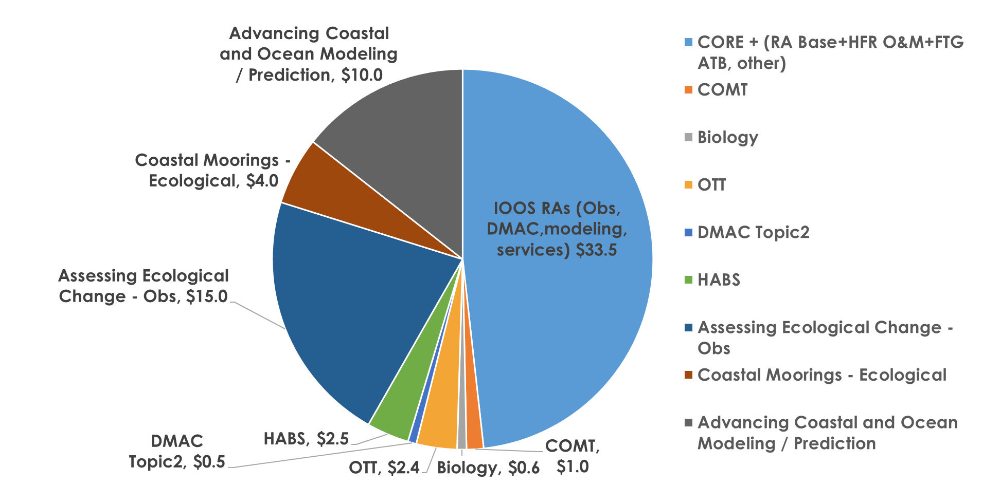 Advancing Coastal
and Ocean Modeling
/ Prediction, $10.0
Coastal Moorings -
Ecological, $4.0
IOOS RAs (Obs,
DMAC,modeling,
services) $33.5
Assessing Ecological
Change - Obs, $15.0
DMAC
Topic2, $0.5
HABS, $2.5
OTT, $2.4
Biology, $0.6
COMT,
$1.0
CORE + (RA Base+HFR O&M+FTG
ATB, other)
COMT
Biology
OTT
DMAC Topic2
HABS
Assessing Ecological Change -
Obs
Coastal Moorings - Ecological
Advancing Coastal and Ocean
Modeling / Prediction